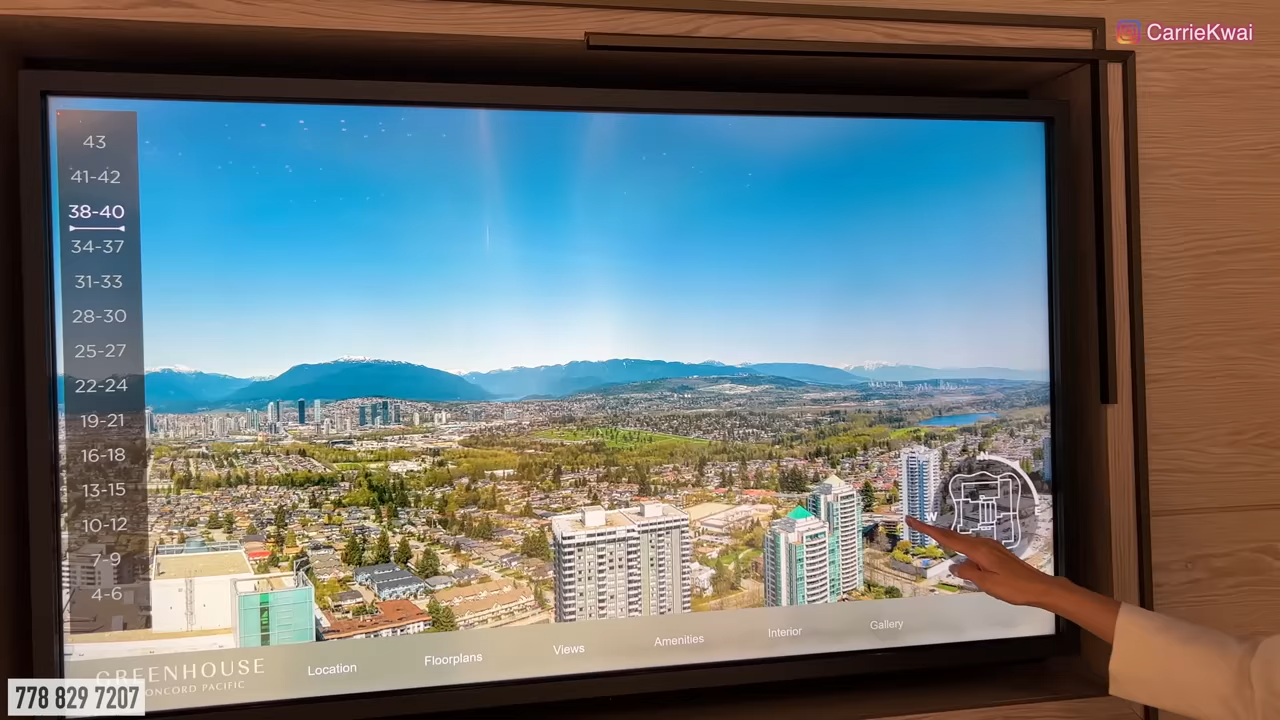 CarrieKwai
43
41-42
38-40
34-37
31-33
28-30
25-27
22-24
19-21
16-18
13-15
10-12
7-9
4-6
W
GREENHOUSE
CONCORD PACIFIC
Location
Floorplans
Views
Amenities
Interior
Gallery
778 829 7207